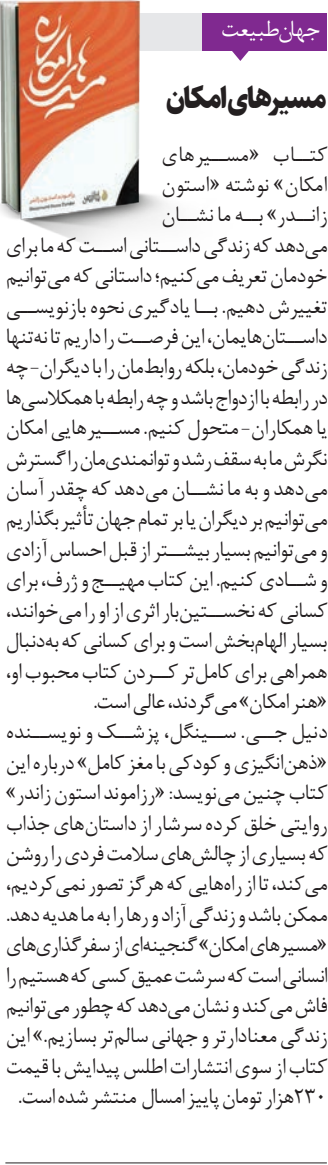 جهان‌طبیعت
مسیرهای امکان
مسیرهای امکان
رزاموند استون زاندر
Rosamund Stone Zander
کتاب «مسیرهای
امکان» نوشته «استون
زاندر» به ما نشان
می‌دهد که زندگی داستانی است که ما برای
خودمان تعریف می‌کنیم؛ داستانی که می‌توانیم
تغییرش دهیم. با یادگیری نحوه بازنویسی
داستان‌هایمان، این فرصت را داریم تا نه‌تنها
زندگی خودمان، بلکه روابط‌مان را با دیگران-چه
در رابطه با ازدواج باشد و چه رابطه با همکلاسی‌ها
یا همکاران- متحول کنیم. مسیرهایی امکان
نگرش ما به سقف رشد و توانمندی‌مان را گسترش
می‌دهد و به ما نشان می‌دهد که چقدر آسان
می‌توانیم بر دیگران یا بر تمام جهان تأثیر بگذاریم
و می‌توانیم بسیار بیشتر از قبل احساس آزادی
و شادی کنیم. این کتاب مهیج و ژرف، برای
کسانی که نخستین‌بار اثری از او را می‌خوانند،
بسیار الهام‌بخش است و برای کسانی که به‌دنبال
همراهی برای کامل‌تر کردن کتاب محبوب او،
«هنر امکان» می‌گردند، عالی است.
دنیل جی. سینگل، پزشک و نویسنده
«ذهن‌انگیزی و کودکی با مغز کامل» درباره این
کتاب چنین می‌نویسد: «رزاموند استون زاندر»
روایتی خلق کرده سرشار از داستان‌های جذاب
که بسیاری از چالش‌های سلامت فردی را روشن
می‌کند، تا از راه‌هایی که هرگز تصور نمی‌کردیم،
ممکن باشد و زندگی آزاد و رها را به ما هدیه دهد.
«مسیرهای امکان» گنجینه‌ای از سفر گذاری‌های
انسانی است که سرشت عمیق کسی که هستیم را
فاش می‌کند و نشان می‌دهد که چطور می‌توانیم
زندگی معنادارتر و جهانی سالم‌تر بسازیم.» این
کتاب از سوی انتشارات اطلس پیدایش با قیمت
۲۳۰هزار تومان پاییز امسال منتشر شده است.